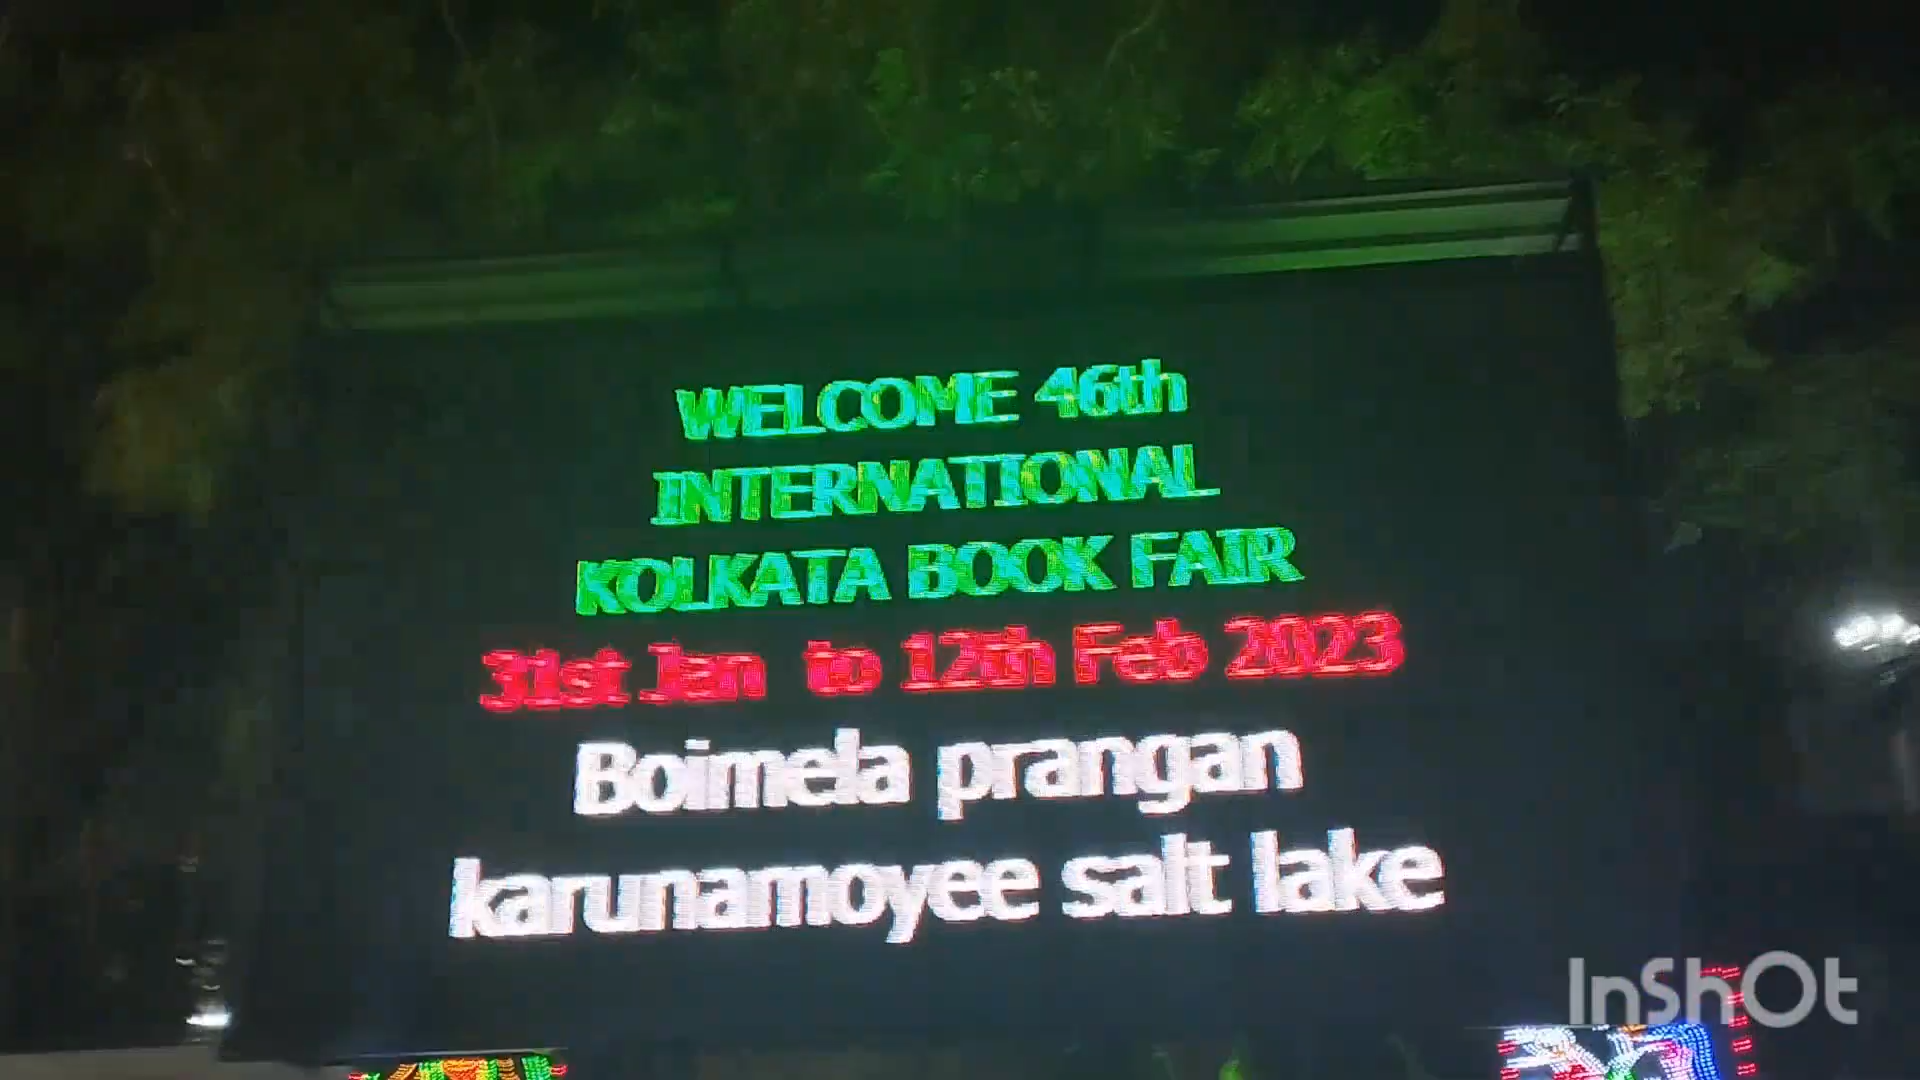 WELCOME 46th
INTERNATIONAL
KOLKATA BOOK FAIR
31st Jan to 12th Feb 2023
Boimela prangan
karunamoyee salt lake
InShOt